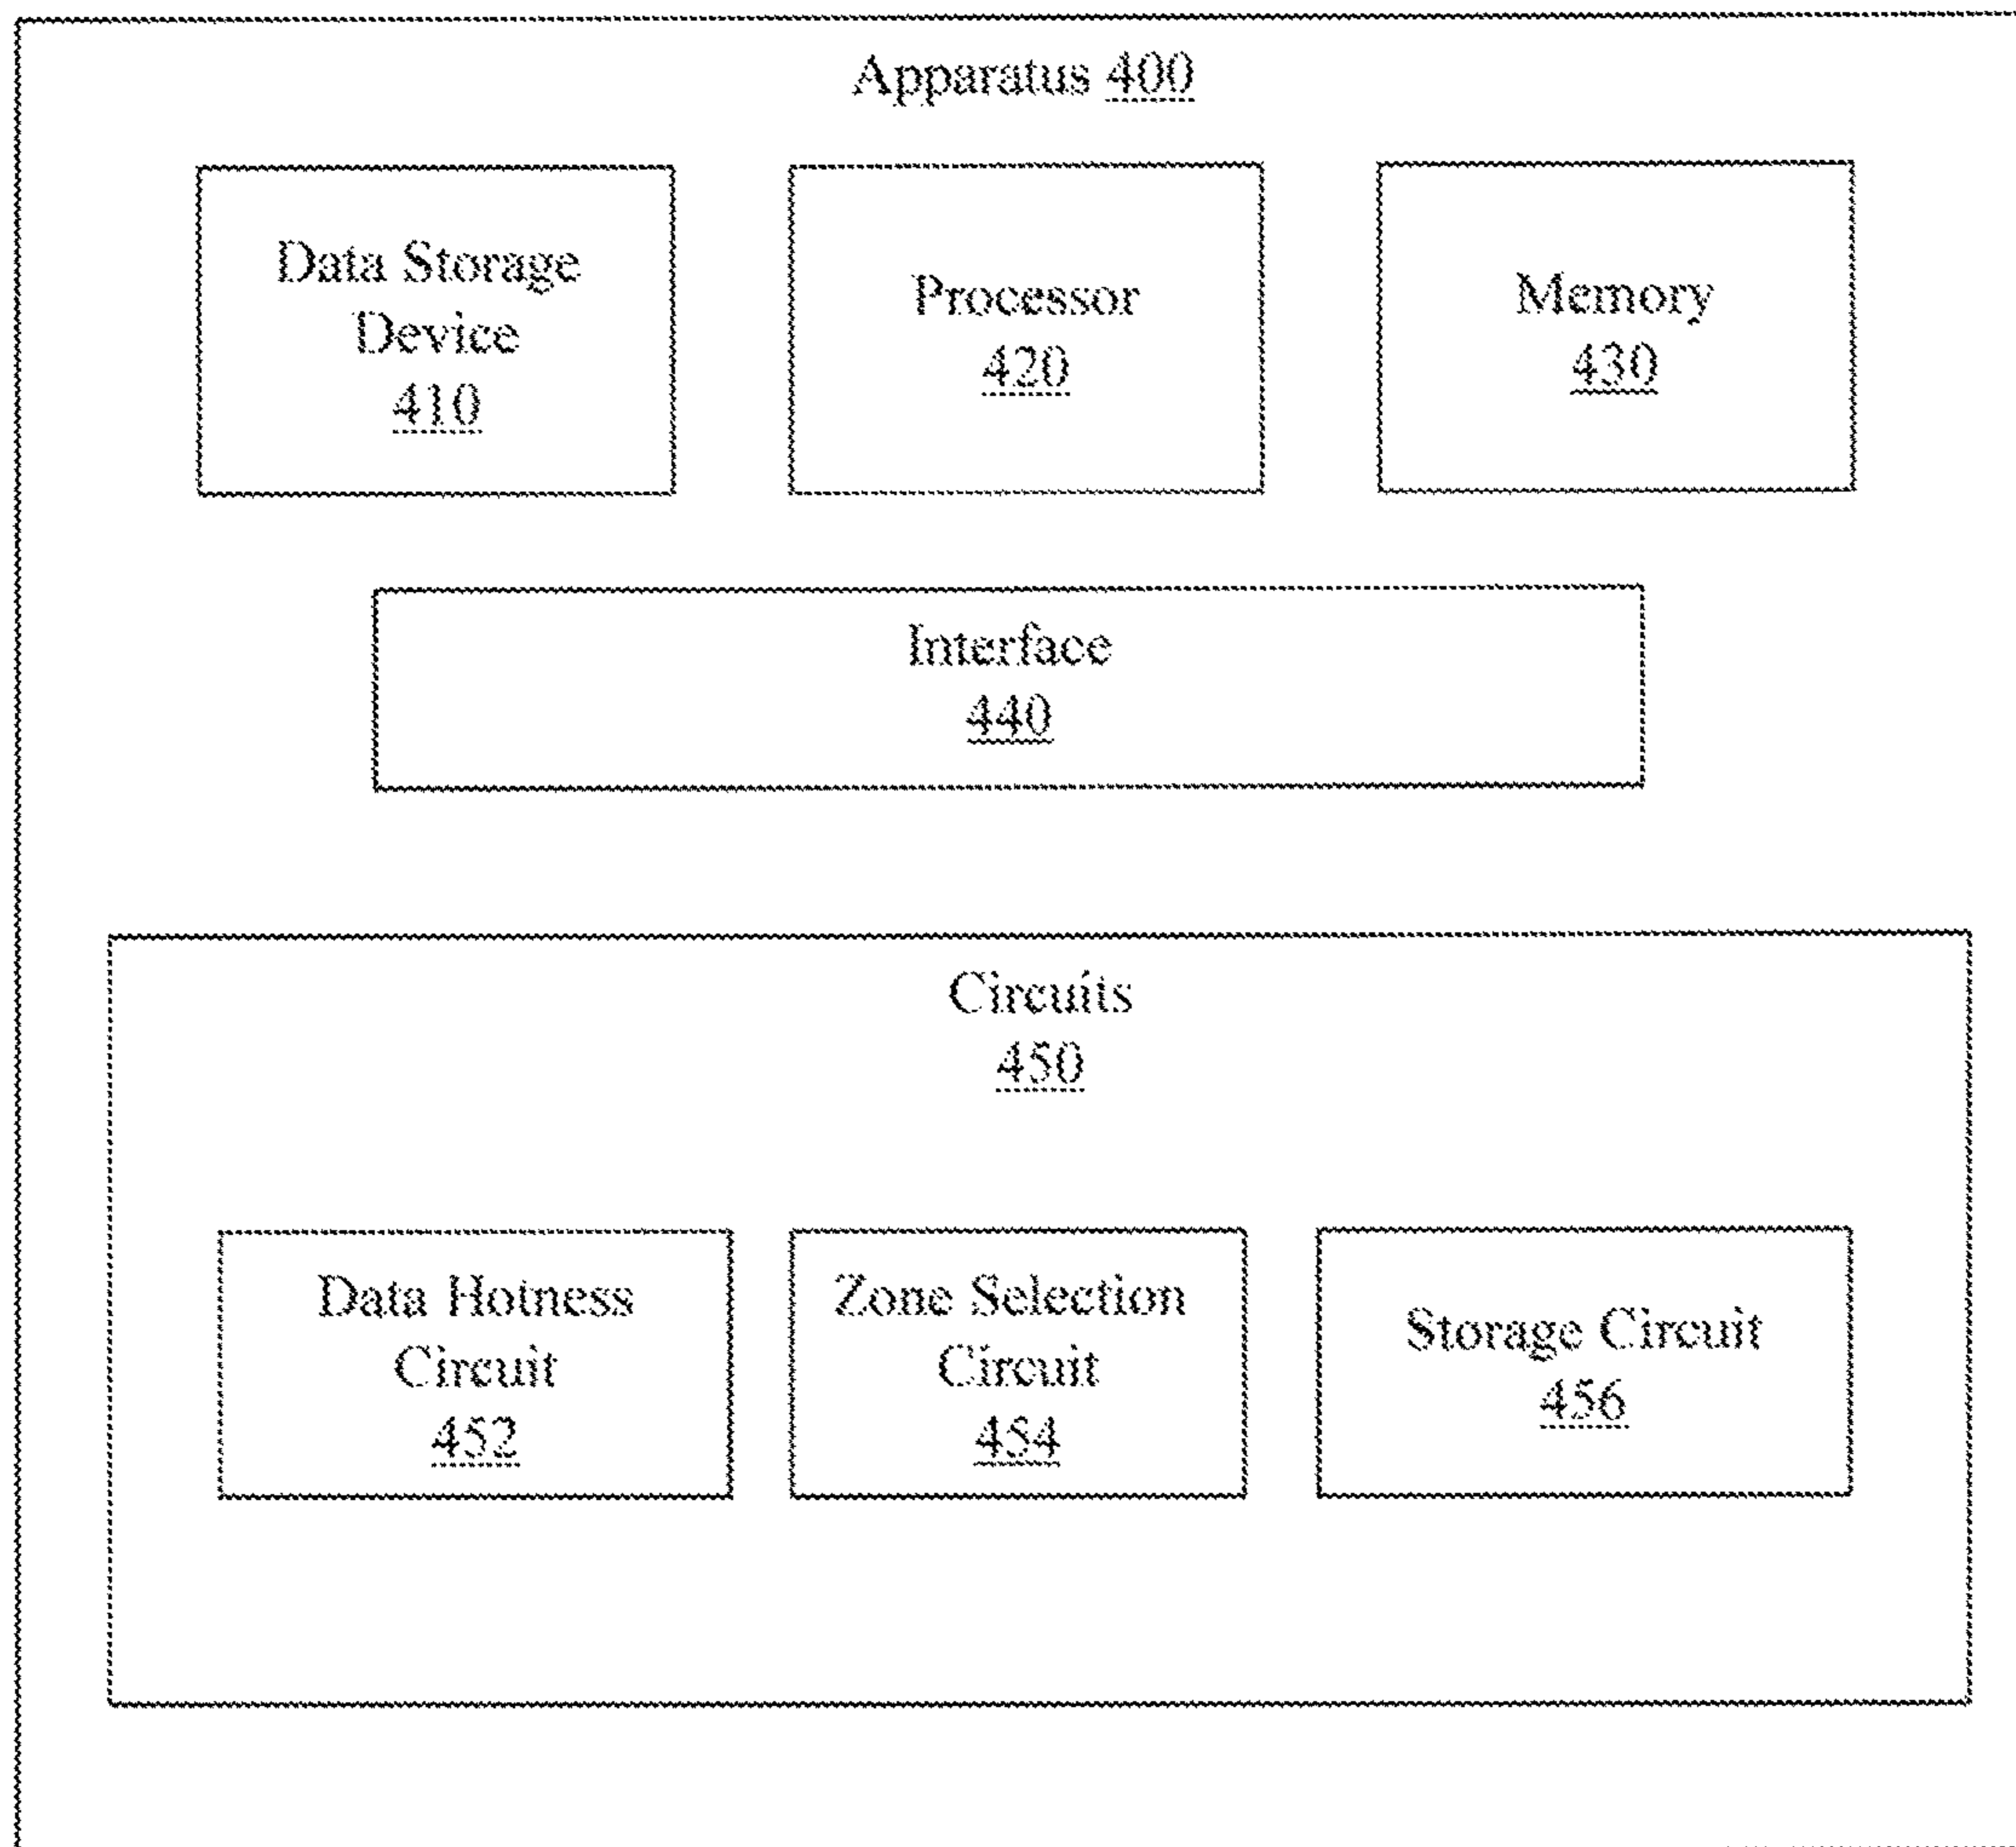 Apparatus 400
Data Storage
Device
410
Processor
420
Memory
430
Interface
440
Circuits
450
Data Hotness
Circuit
452
Zone Selection
Circuit
454
Storage Circuit
456